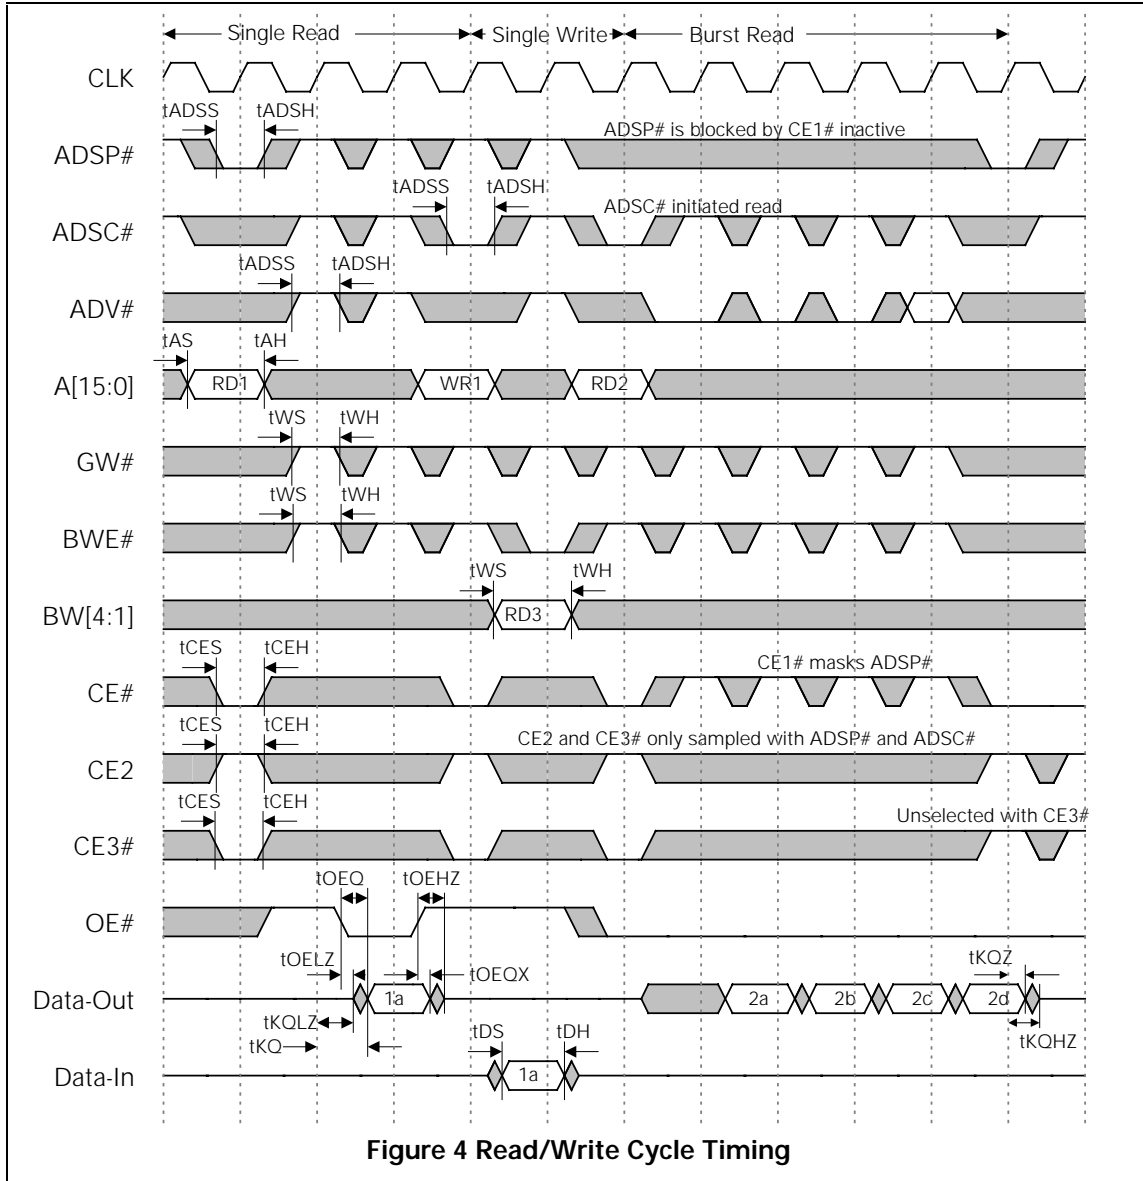 Single Read Single Write Burst Read
CLK
tADSS tADSH
ADSP# is blocked by CE1# inactive
ADSP#
tADSS tADSH
ADSC# initiated read
ADSC#
tADSS tADSH
ADV#
tAS tAH
A[15:0] RD1 WR1 RD2
tWS tWH
GW#
tWS tWH
BWE#
tWS tWH
BW[4:1] RD3
tCES tCEH
CE1# masks ADSP#
CE#
tCES tCEH
CE2 and CE3# only sampled with ADSP# and ADSC#
CE2
tCES tCEH
Unselected with CE3#
CE3#
tOEQ tOEHZ
OE#
tOELZ tOEQX tKQZ
Data-Out 1a 2a 2b 2c 2d
tKQLZ
tKQ tDS tDH tKQHZ
Data-In 1a
Figure 4 Read/Write Cycle Timing